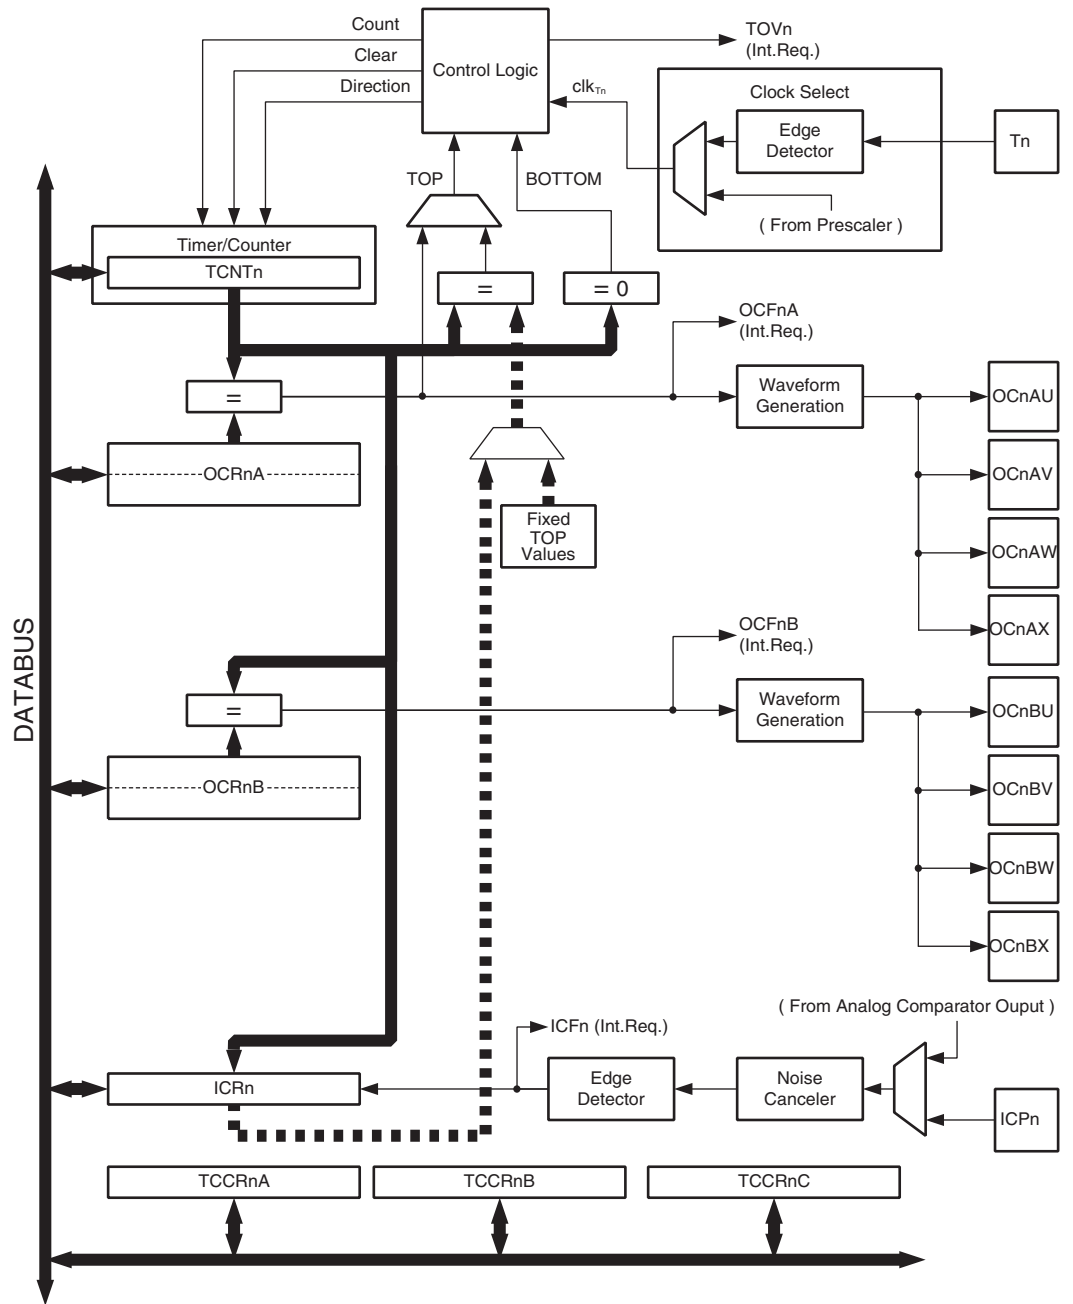 Count
Clear
Direction
Control Logic
TOVn
(Int.Req.)
clkTn
Clock Select
Edge
Detector
Tn
( From Prescaler )
TOP
BOTTOM
Timer/Counter
TCNTn
=
= 0
OCFnA
(Int.Req.)
=
Waveform
Generation
OCnAU
OCRnA
OCnAV
Fixed
TOP
Values
OCnAW
OCnAX
DATABUS
OCFnB
(Int.Req.)
=
Waveform
Generation
OCnBU
OCRnB
OCnBV
OCnBW
OCnBX
( From Analog Comparator Ouput )
ICFn (Int.Req.)
ICRn
Edge
Detector
Noise
Canceler
ICPn
TCCRnA
TCCRnB
TCCRnC